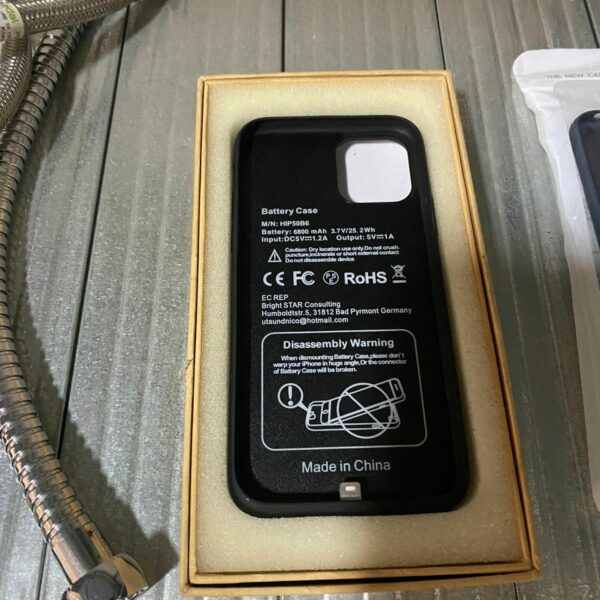 THE NEW CA
Battery Case
M/N: HIP50B6
Battery: 6800 mAh 3.7V/25.2Wh
Input:DC5V⎓1.2A Output: 5V⎓1A
Caution: Dry location use only.Do not crush.
puncture,incinerate or short external contact
Do not disassemble device
CE FC RoHS
EC REP
Bright STAR Consulting
Humboldtstr.5, 31812 Bad Pyrmont Germany
utaundnico@hotmail.com
Disassembly Warning
When dismounting Battery Case,please don't
warp your iPhone in huge angle,Or the connector
of Battery Case will be broken.
Made in China